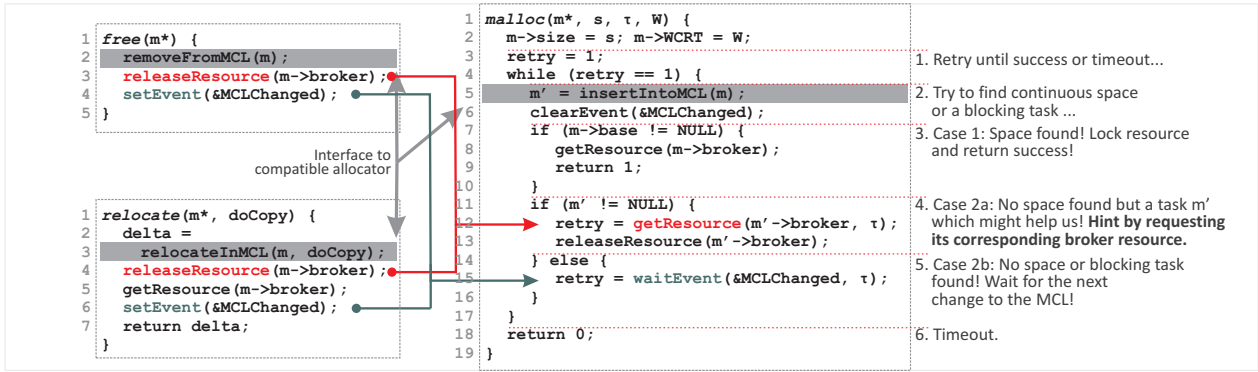 1 free(m*) {
2 removeFromMCL(m);
3 releaseResource(m->broker);
4 setEvent(&MCLChanged);
5 }
Interface to
compatible allocator
1 relocate(m*, doCopy) {
2 delta =
3 relocateInMCL(m, doCopy);
4 releaseResource(m->broker);
5 getResource(m->broker);
6 setEvent(&MCLChanged);
7 return delta;
}
1 malloc(m*, s, τ, W) {
2 m->size = s; m->WCRT = W;
3 retry = 1;
4 while (retry == 1) {
5 m' = insertIntoMCL(m);
6 clearEvent(&MCLChanged);
7 if (m->base != NULL) {
8 getResource(m->broker);
9 return 1;
10 }
11 if (m' != NULL) {
12 retry = getResource(m'->broker, τ);
13 releaseResource(m'->broker);
14 } else {
15 retry = waitEvent(&MCLChanged, τ);
16 }
17 }
18 return 0;
19 }
1. Retry until success or timeout...
2. Try to find continuous space
or a blocking task ...
3. Case 1: Space found! Lock resource
and return success!
4. Case 2a: No space found but a task m'
which might help us! Hint by requesting
its corresponding broker resource.
5. Case 2b: No space or blocking task
found! Wait for the next
change to the MCL!
6. Timeout.